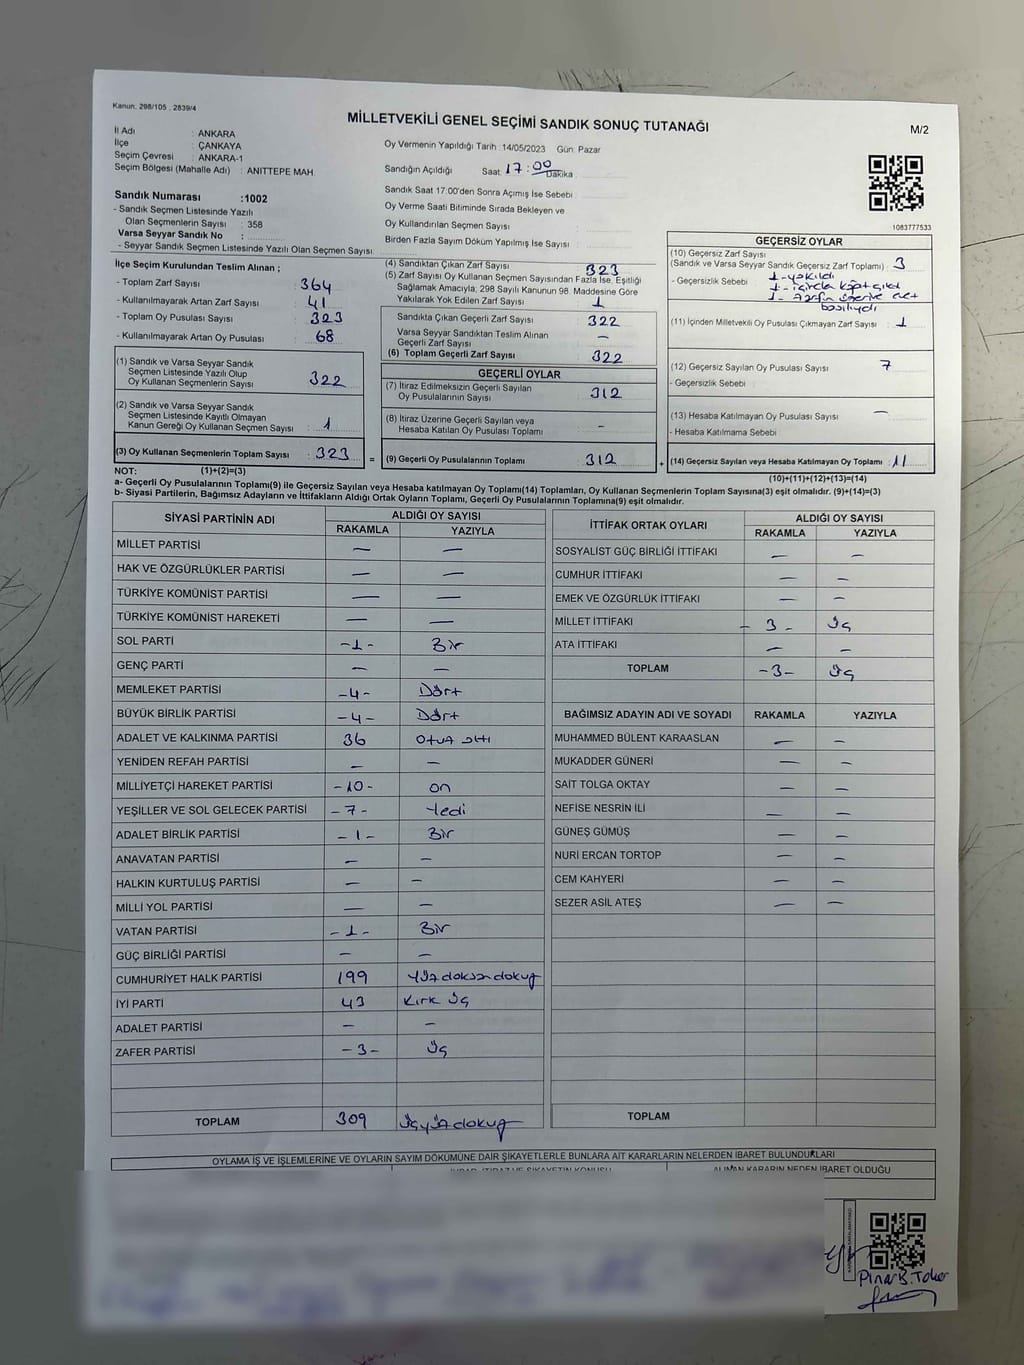 Kanun: 298/105 , 2839/4
MİLLETVEKİLİ GENEL SEÇİMİ SANDIK SONUÇ TUTANAĞI
M/2
İl Adı : ANKARA
İlçe : ÇANKAYA
Seçim Çevresi : ANKARA-1
Seçim Bölgesi (Mahalle Adı) : ANITTEPE MAH.
Sandık Numarası :1002
- Sandık Seçmen Listesinde Yazılı
Olan Seçmenlerin Sayısı : 358
Varsa Seyyar Sandık No :
- Seyyar Sandık Seçmen Listesinde Yazılı Olan Seçmen Sayısı:
Oy Vermenin Yapıldığı Tarih :14/05/2023 Gün: Pazar
Sandığın Açıldığı Saat: 17:00 Dakika
Sandık Saat 17:00'den Sonra Açımış İse Sebebi
Oy Verme Saati Bitiminde Sırada Bekleyen ve
Oy Kullandırılan Seçmen Sayısı :
Birden Fazla Sayım Döküm Yapılmış İse Sayısı :
1083777533
İlçe Seçim Kurulundan Teslim Alınan ;
- Toplam Zarf Sayısı : 364
- Kullanılmayarak Artan Zarf Sayısı : 41
- Toplam Oy Pusulası Sayısı : 323
- Kullanılmayarak Artan Oy Pusulası : 68
(1) Sandık ve Varsa Seyyar Sandık
Seçmen Listesinde Yazılı Olup
Oy Kullanan Seçmenlerin Sayısı : 322
(2) Sandık ve Varsa Seyyar Sandık
Seçmen Listesinde Kayıtlı Olmayan
Kanun Gereği Oy Kullanan Seçmen Sayısı : 1
(3) Oy Kullanan Seçmenlerin Toplam Sayısı : 323 =
(4) Sandıktan Çıkan Zarf Sayısı : 323
(5) Zarf Sayısı Oy Kullanan Seçmen Sayısından Fazla İse, Eşitliği
Sağlamak Amacıyla, 298 Sayılı Kanunun 98. Maddesine Göre
Yakılarak Yok Edilen Zarf Sayısı : 1
Sandıkta Çıkan Geçerli Zarf Sayısı : 322
Varsa Seyyar Sandıktan Teslim Alınan
Geçerli Zarf Sayısı : —
(6) Toplam Geçerli Zarf Sayısı : 322
GEÇERLİ OYLAR
(7) İtiraz Edilmeksizin Geçerli Sayılan
Oy Pusulalarının Sayısı : 312
(8) İtiraz Üzerine Geçerli Sayılan veya
Hesaba Katılan Oy Pusulası Toplamı : -
(9) Geçerli Oy Pusulalarının Toplamı : 312 +
GEÇERSİZ OYLAR
(10) Geçersiz Zarf Sayısı
(Sandık ve Varsa Seyyar Sandık Geçersiz Zarf Toplamı) : 3
- Geçersizlik Sebebi : 1-yakıldı
basılıydı
(11) İçinden Milletvekili Oy Pusulası Çıkmayan Zarf Sayısı : 1
(12) Geçersiz Sayılan Oy Pusulası Sayısı : 7
- Geçersizlik Sebebi :
(13) Hesaba Katılmayan Oy Pusulası Sayısı : —
- Hesaba Katılmama Sebebi :
(14) Geçersiz Sayılan veya Hesaba Katılmayan Oy Toplamı : 11
NOT: (1)+(2)=(3) (10)+(11)+(12)+(13)=(14)
a- Geçerli Oy Pusulasının Toplamı(9) ile Geçersiz Sayılan veya Hesaba katılmayan Oy Toplamı(14) Toplamları, Oy Kullanan Seçmenlerin Toplam Sayısına(3) eşit olmalıdır. (9)+(14)=(3)
b- Siyasi Partilerin, Bağımsız Adayların ve İttifakların Aldığı Ortak Oyların Toplamı, Geçerli Oy Pusulalarının Toplamına(9) eşit olmalıdır.
SİYASİ PARTİNİN ADI ALDIĞI OY SAYISI
RAKAMLA YAZIYLA
MİLLET PARTİSİ — —
HAK VE ÖZGÜRLÜKLER PARTİSİ — —
TÜRKİYE KOMÜNİST PARTİSİ — —
TÜRKİYE KOMÜNİST HAREKETİ — —
SOL PARTİ -1- Bir
GENÇ PARTİ — —
MEMLEKET PARTİSİ -4- Dört
BÜYÜK BİRLİK PARTİSİ -4- Dört
ADALET VE KALKINMA PARTİSİ 36 Otuz altı
YENİDEN REFAH PARTİSİ — —
MİLLİYETÇİ HAREKET PARTİSİ -10- on
YEŞİLLER VE SOL GELECEK PARTİSİ -7- Yedi
ADALET BİRLİK PARTİSİ -1- Bir
ANAVATAN PARTİSİ — —
HALKIN KURTULUŞ PARTİSİ — —
MİLLİ YOL PARTİSİ — —
VATAN PARTİSİ -1- Bir
GÜÇ BİRLİĞİ PARTİSİ — —
CUMHURİYET HALK PARTİSİ 199 Yüz doksan dokuz
İYİ PARTİ 43 Kırk üç
ADALET PARTİSİ — —
ZAFER PARTİSİ -3- Üç
TOPLAM 309 Üçyüz dokuz
İTTİFAK ORTAK OYLARI ALDIĞI OY SAYISI
RAKAMLA YAZIYLA
SOSYALİST GÜÇ BİRLİĞİ İTTİFAKI — —
CUMHUR İTTİFAKI — —
EMEK VE ÖZGÜRLÜK İTTİFAKI — —
MİLLET İTTİFAKI - 3 - Üç
ATA İTTİFAKI — —
TOPLAM -3- Üç
BAĞIMSIZ ADAYIN ADI VE SOYADI RAKAMLA YAZIYLA
MUHAMMED BÜLENT KARAASLAN — —
MUKADDER GÜNERİ — —
SAİT TOLGA OKTAY — —
NEFİSE NESRİN İLİ — —
GÜNEŞ GÜMÜŞ — —
NURİ ERCAN TORTOP — —
CEM KAHYERİ — —
SEZER ASİL ATEŞ — —
TOPLAM
OYLAMA İŞ VE İŞLEMLERİNE VE OYLARIN SAYIM DÖKÜMÜNE DAİR ŞİKAYETLERLE BUNLARA AİT KARARLARIN NELERDEN İBARET BULUNDUKLARI
ALINAN KARARIN NEDEN İBARET OLDUĞU
Pınar B. Toker